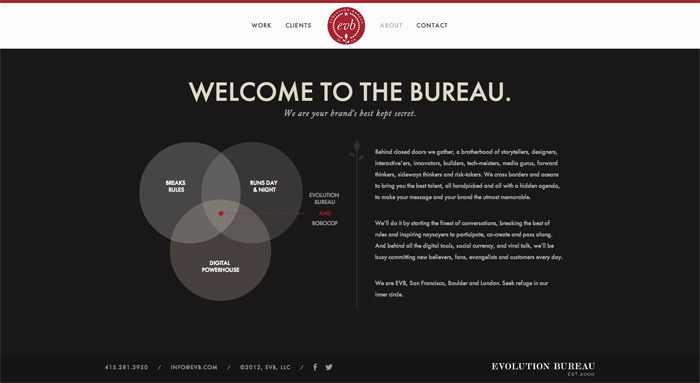 WORK CLIENTS evb ABOUT CONTACT
WELCOME TO THE BUREAU.
We are your brand's best kept secret.
BREAKS
RULES
RUNS DAY
& NIGHT
DIGITAL
POWERHOUSE
EVOLUTION
BUREAU
AND
ROBOCOP
Behind closed doors we gather, a brotherhood of storytellers, designers,
interactive'ers, innovators, builders, tech-meisters, media gurus, forward
thinkers, sideways thinkers and risk-takers. We cross borders and oceans
to bring you the best talent, all handpicked and all with a hidden agenda,
to make your message and your brand the utmost memorable.
We'll do it by starting the finest of conversations, breaking the best of
rules and inspiring naysayers to participate, co-create and pass along.
And behind all the digital tools, social currency, and viral talk, we'll be
busy committing new believers, fans, evangelists and customers every day.
We are EVB, San Francisco, Boulder and London. Seek refuge in our
inner circle.
415.281.3950 / INFO@EVB.COM / ©2012, EVB, LLC /
EVOLUTION BUREAU
EST.2000